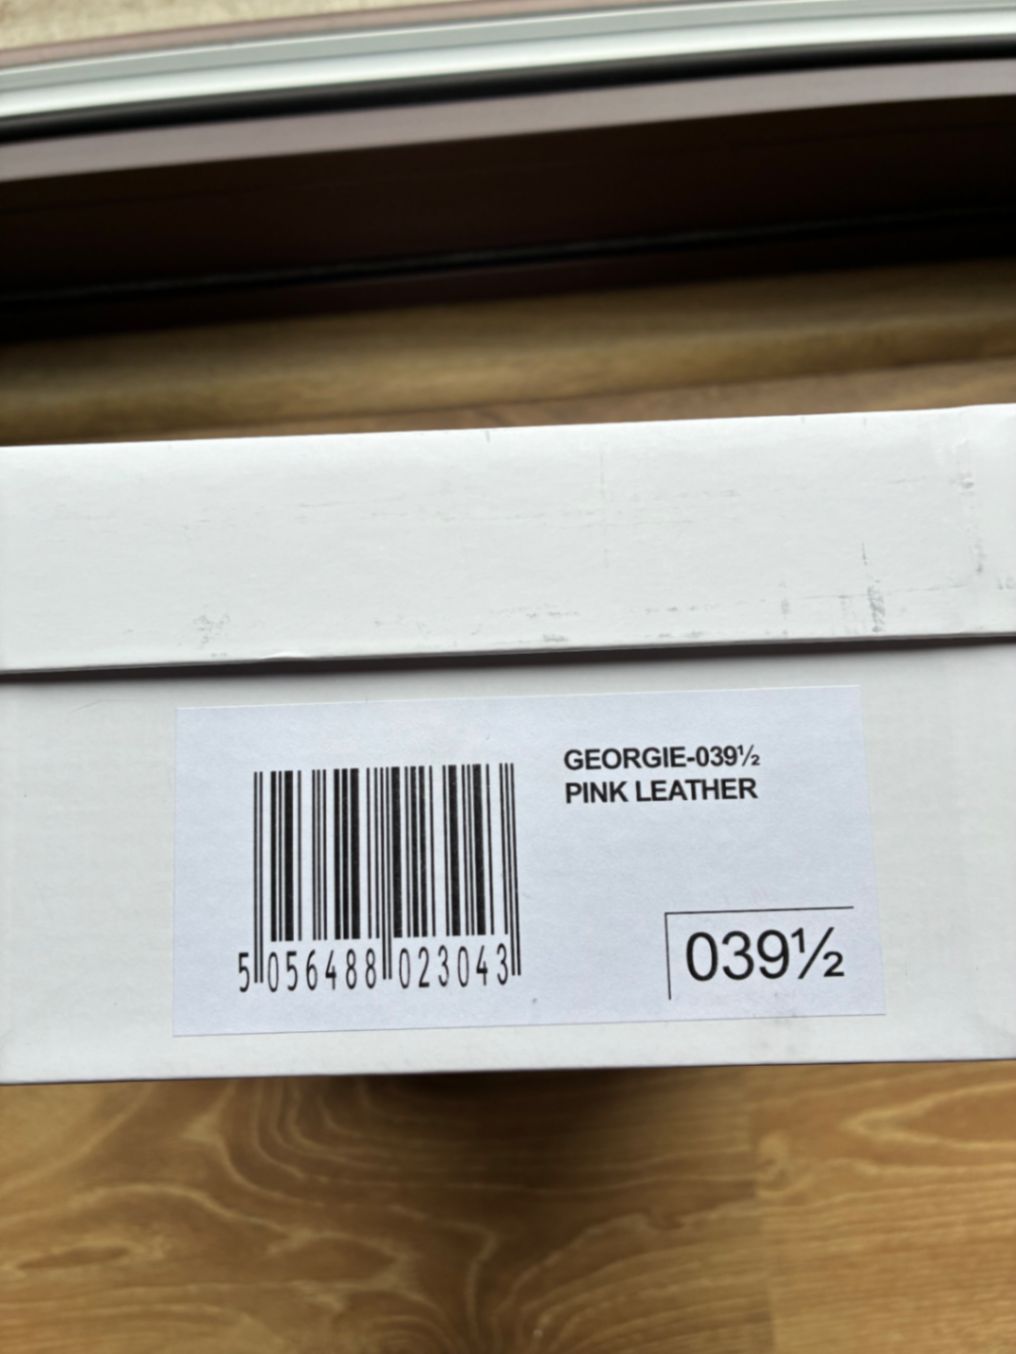 GEORGIE-039½
PINK LEATHER
5 056488 023043
039½